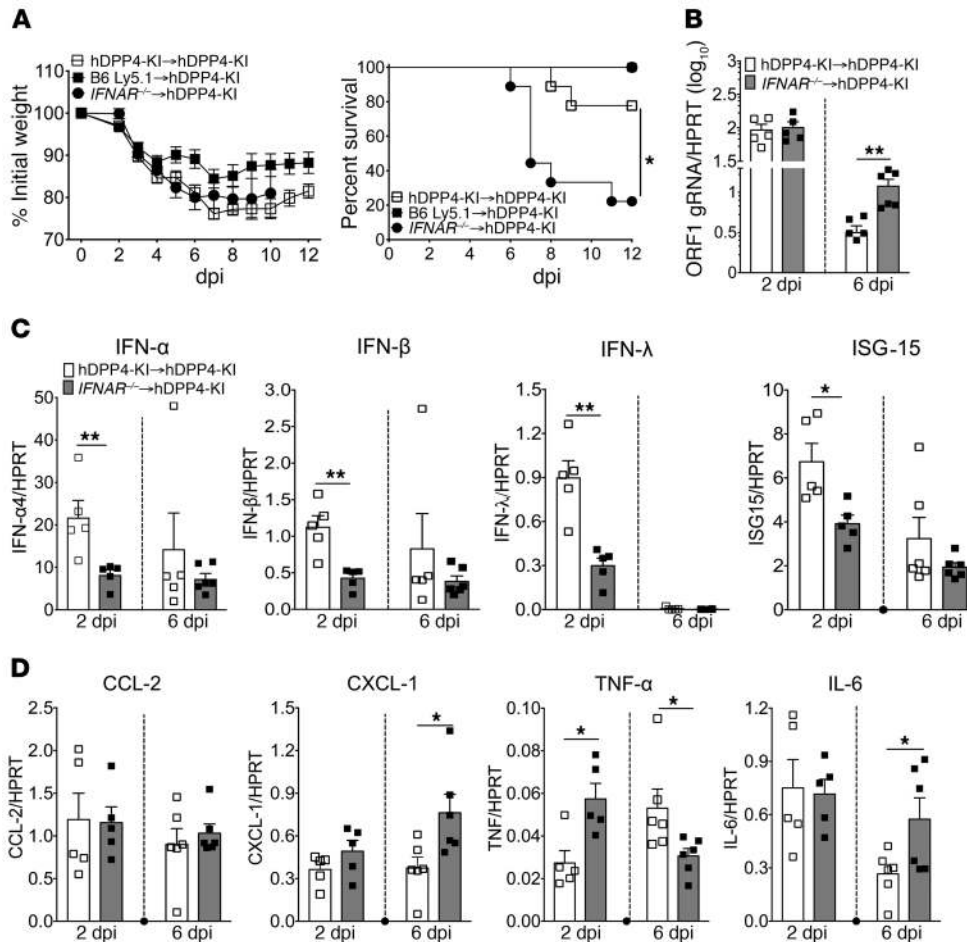 A
hDPP4-KI→hDPP4-KI
B6 Ly5.1→hDPP4-KI
IFNAR-/-→hDPP4-KI
% Initial weight
110
100
90
80
70
0 2 4 6 8 10 12
dpi
Percent survival
100
80
60
40
20
0
*
hDPP4-KI→hDPP4-KI
B6 Ly5.1→hDPP4-KI
IFNAR-/-→hDPP4-KI
0 2 4 6 8 10 12
dpi
B
hDPP4-KI→hDPP4-KI
IFNAR-/-→hDPP4-KI
ORF1 gRNA/HPRT (log10)
2.5
2.0
1.5
1.0
0.5
0
**
2 dpi 6 dpi
C
IFN-α
hDPP4-KI→hDPP4-KI
IFNAR-/-→hDPP4-KI
IFN-α4/HPRT
50
40
30
20
10
0
**
2 dpi 6 dpi
IFN-β
IFN-β/HPRT
3.0
2.5
2.0
1.5
1.0
0.5
0.0
**
2 dpi 6 dpi
IFN-λ
IFN-λ/HPRT
1.5
1.2
0.9
0.6
0.3
0.0
**
2 dpi 6 dpi
ISG-15
ISG15/HPRT
10
8
6
4
2
0
*
2 dpi 6 dpi
D
CCL-2
CCL-2/HPRT
2.5
2.0
1.5
1.0
0.5
0.0
2 dpi 6 dpi
CXCL-1
CXCL-1/HPRT
1.5
1.2
0.9
0.6
0.3
0.0
*
2 dpi 6 dpi
TNF-α
TNF/HPRT
0.10
0.08
0.06
0.04
0.02
0.00
* *
2 dpi 6 dpi
IL-6
IL-6/HPRT
1.2
0.9
0.6
0.3
0.0
*
2 dpi 6 dpi